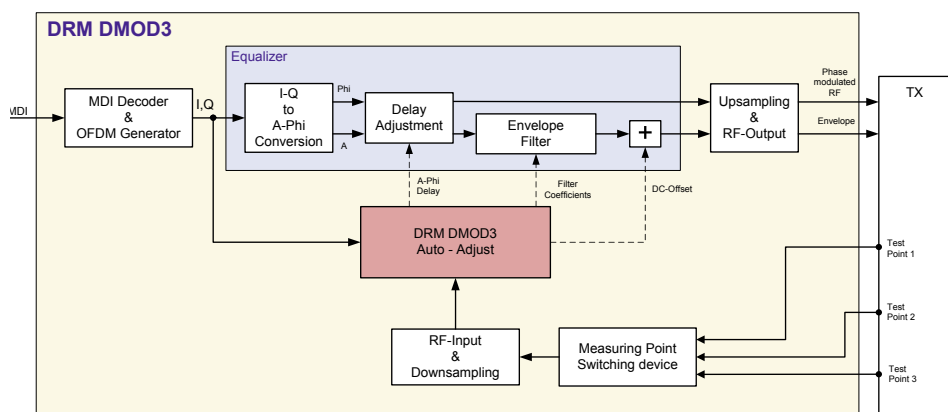 DRM DMOD3
Equalizer
MDI
MDI Decoder
&
OFDM Generator
I,Q
I-Q
to
A-Phi
Conversion
Phi
A
Delay
Adjustment
Envelope
Filter
+
Upsampling
&
RF-Output
Phase
modulated
RF
Envelope
TX
A-Phi
Delay
Filter
Coefficients
DC-Offset
DRM DMOD3
Auto - Adjust
Test
Point 1
Test
Point 2
Test
Point 3
RF-Input
&
Downsampling
Measuring Point
Switching device